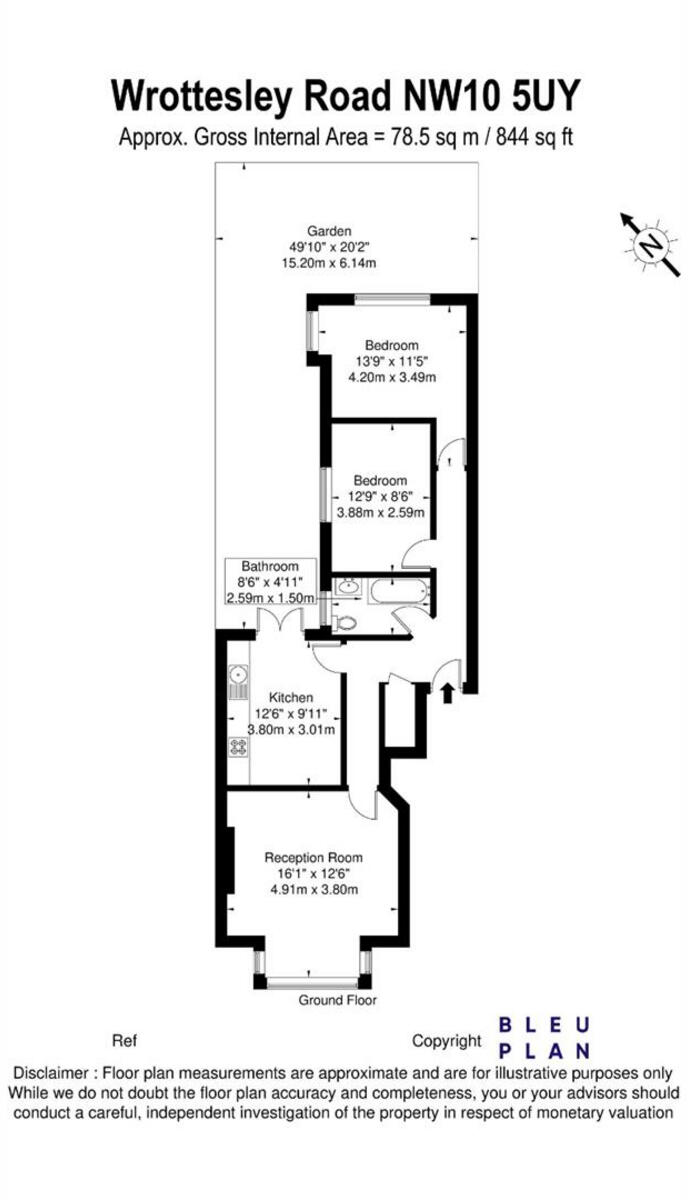 Wrottesley Road NW10 5UY
Approx. Gross Internal Area = 78.5 sq m / 844 sq ft
Garden
49'10" x 20'2"
15.20m x 6.14m
N
Bedroom
13'9" x 11'5"
4.20m x 3.49m
Bedroom
12'9" x 8'6"
3.88m x 2.59m
Bathroom
8'6" x 4'11"
2.59m x 1.50m
Kitchen
12'6" x 9'11"
3.80m x 3.01m
Reception Room
16'1" x 12'6"
4.91m x 3.80m
Ground Floor
Ref
Copyright
BLEU
PLAN
Disclaimer : Floor plan measurements are approximate and are for illustrative purposes only
While we do not doubt the floor plan accuracy and completeness, you or your advisors should
conduct a careful, independent investigation of the property in respect of monetary valuation